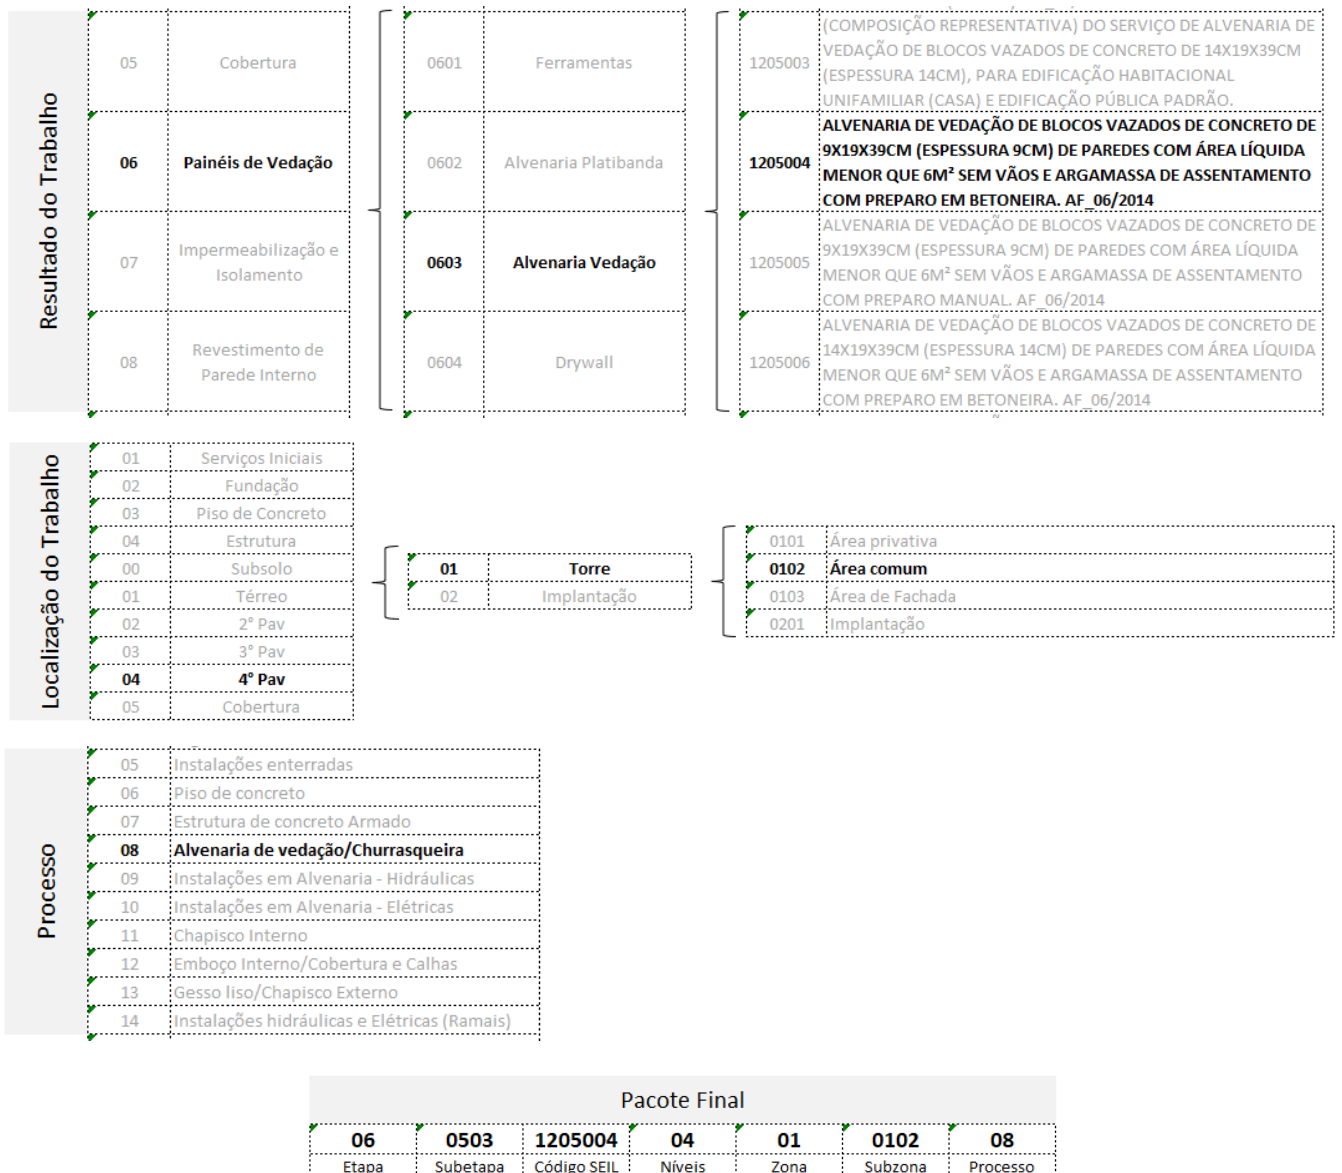 Resultado do Trabalho
05 Cobertura
06 Painéis de Vedação
07 Impermeabilização e
Isolamento
08 Revestimento de
Parede Interno
0601 Ferramentas
0602 Alvenaria Platibanda
0603 Alvenaria Vedação
0604 Drywall
1205003 (COMPOSIÇÃO REPRESENTATIVA) DO SERVIÇO DE ALVENARIA DE
VEDAÇÃO DE BLOCOS VAZADOS DE CONCRETO DE 14X19X39CM
(ESPESSURA 14CM), PARA EDIFICAÇÃO HABITACIONAL
UNIFAMILIAR (CASA) E EDIFICAÇÃO PÚBLICA PADRÃO.
1205004 ALVENARIA DE VEDAÇÃO DE BLOCOS VAZADOS DE CONCRETO DE
9X19X39CM (ESPESSURA 9CM) DE PAREDES COM ÁREA LÍQUIDA
MENOR QUE 6M² SEM VÃOS E ARGAMASSA DE ASSENTAMENTO
COM PREPARO EM BETONEIRA. AF_06/2014
1205005 ALVENARIA DE VEDAÇÃO DE BLOCOS VAZADOS DE CONCRETO DE
9X19X39CM (ESPESSURA 9CM) DE PAREDES COM ÁREA LÍQUIDA
MENOR QUE 6M² SEM VÃOS E ARGAMASSA DE ASSENTAMENTO
COM PREPARO MANUAL. AF_06/2014
1205006 ALVENARIA DE VEDAÇÃO DE BLOCOS VAZADOS DE CONCRETO DE
14X19X39CM (ESPESSURA 14CM) DE PAREDES COM ÁREA LÍQUIDA
MENOR QUE 6M² SEM VÃOS E ARGAMASSA DE ASSENTAMENTO
COM PREPARO EM BETONEIRA. AF_06/2014
Localização do Trabalho
01 Serviços Iniciais
02 Fundação
03 Piso de Concreto
04 Estrutura
00 Subsolo
01 Térreo
02 2° Pav
03 3° Pav
04 4° Pav
05 Cobertura
01 Torre
02 Implantação
0101 Área privativa
0102 Área comum
0103 Área de Fachada
0201 Implantação
Processo
05 Instalações enterradas
06 Piso de concreto
07 Estrutura de concreto Armado
08 Alvenaria de vedação/Churrasqueira
09 Instalações em Alvenaria - Hidráulicas
10 Instalações em Alvenaria - Elétricas
11 Chapisco Interno
12 Emboço Interno/Cobertura e Calhas
13 Gesso liso/Chapisco Externo
14 Instalações hidráulicas e Elétricas (Ramais)
Pacote Final
06 0503 1205004 04 01 0102 08
Etapa Subetapa Código SEIL Níveis Zona Subzona Processo